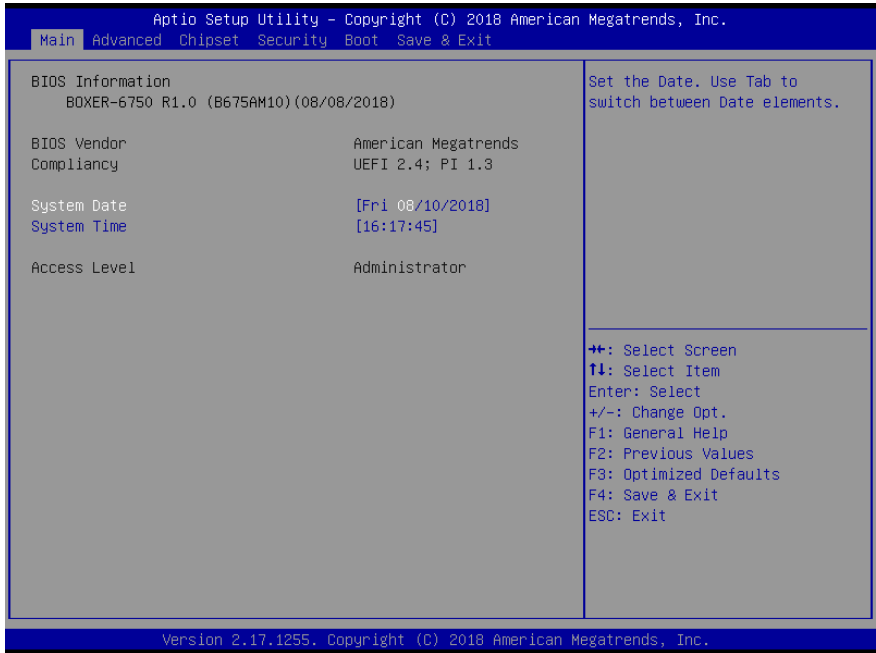 Aptio Setup Utility – Copyright (C) 2018 American Megatrends, Inc.
Main Advanced Chipset Security Boot Save & Exit
BIOS Information
BOXER-6750 R1.0 (B675AM10)(08/08/2018)
BIOS Vendor American Megatrends
Compliancy UEFI 2.4; PI 1.3
System Date [Fri 08/10/2018]
System Time [16:17:45]
Access Level Administrator
Set the Date. Use Tab to
switch between Date elements.
→←: Select Screen
↑↓: Select Item
Enter: Select
+/-: Change Opt.
F1: General Help
F2: Previous Values
F3: Optimized Defaults
F4: Save & Exit
ESC: Exit
Version 2.17.1255. Copyright (C) 2018 American Megatrends, Inc.